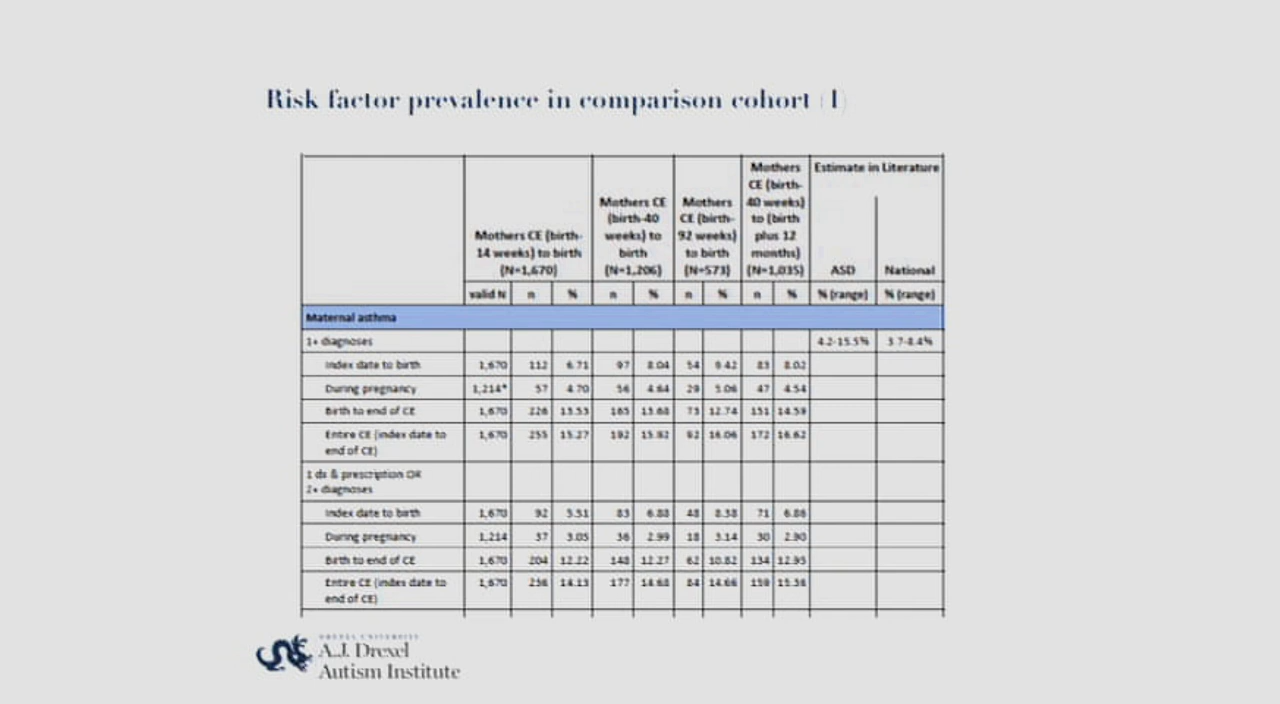 Risk factor prevalence in comparison cohort (1)
Mothers CE (birth-14 weeks) to birth (N=1,670)
Mothers CE (birth-40 weeks) to birth (N=1,206)
Mothers CE (birth-92 weeks) to birth (N=573)
Mothers CE (birth-40 weeks) to (birth plus 12 months) (N=1,035)
Estimate in Literature
ASD National
valid N n % n % n % n % % (range) % (range)
Maternal asthma
1+ diagnoses 4.2-15.5% 3.7-8.4%
Index date to birth 1,670 112 6.71 97 8.04 54 9.42 83 8.02
During pregnancy 1,214* 57 4.70 56 4.64 29 5.06 47 4.54
Birth to end of CE 1,670 226 13.53 165 13.68 73 12.74 151 14.59
Entire CE (index date to end of CE) 1,670 255 15.27 192 15.92 92 16.06 172 16.62
1 dx & prescription OR
2+ diagnoses
Index date to birth 1,670 92 5.51 83 6.88 48 8.38 71 6.86
During pregnancy 1,214 37 3.05 36 2.99 18 3.14 30 2.90
Birth to end of CE 1,670 204 12.22 148 12.27 62 10.82 134 12.95
Entire CE (index date to end of CE) 1,670 236 14.13 177 14.68 84 14.66 159 15.36
DREXEL UNIVERSITY
A.J. Drexel
Autism Institute